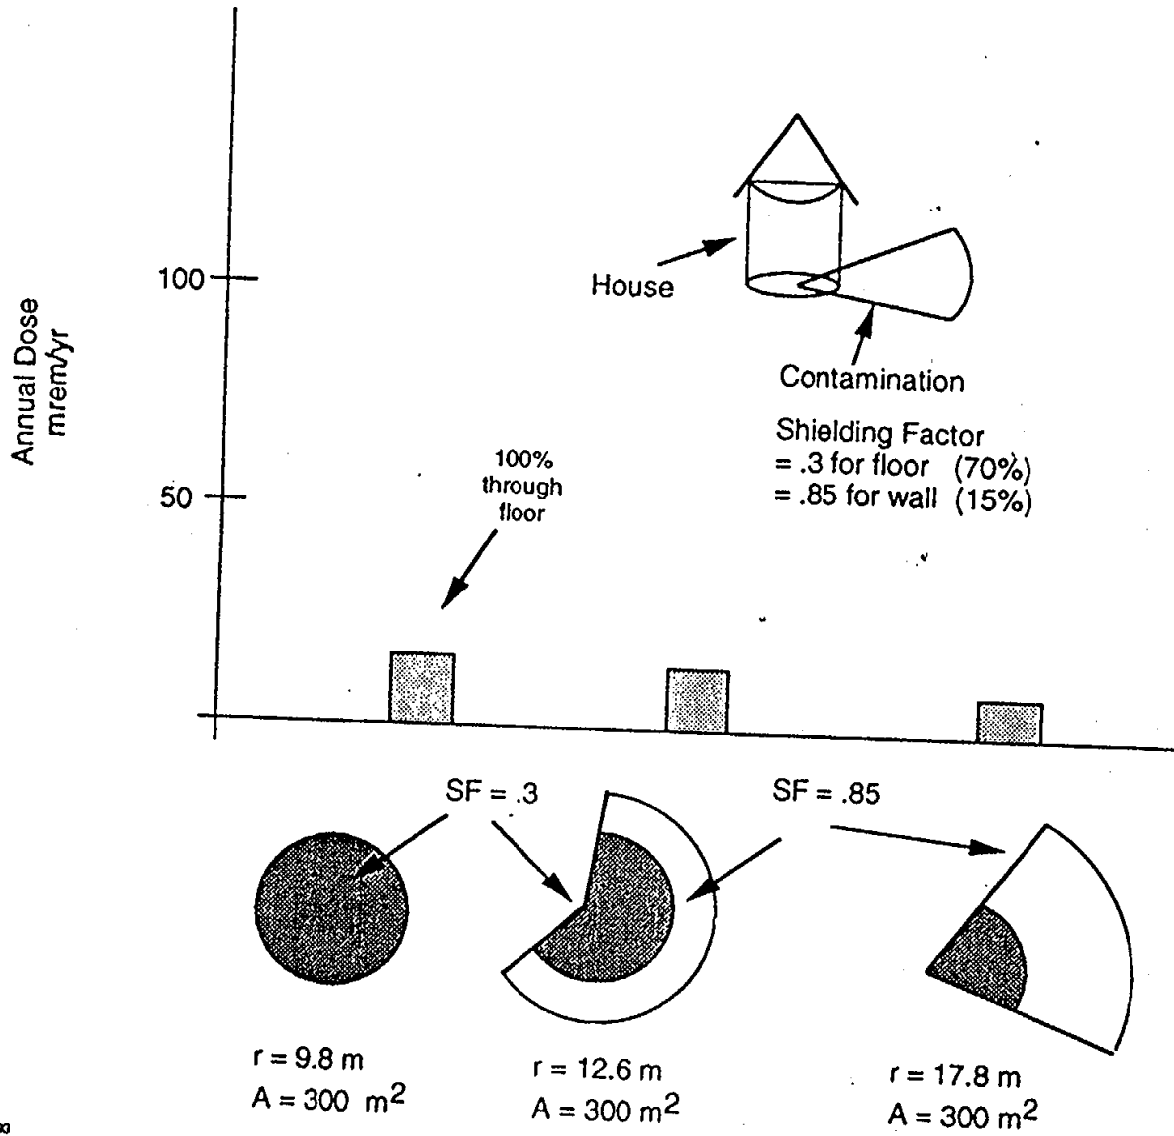 Annual Dose
mrem/yr
100
50
House
Contamination
Shielding Factor
= .3 for floor (70%)
= .85 for wall (15%)
100%
through
floor
SF = .3
SF = .85
r = 9.8 m
A = 300 m2
r = 12.6 m
A = 300 m2
r = 17.8 m
A = 300 m2